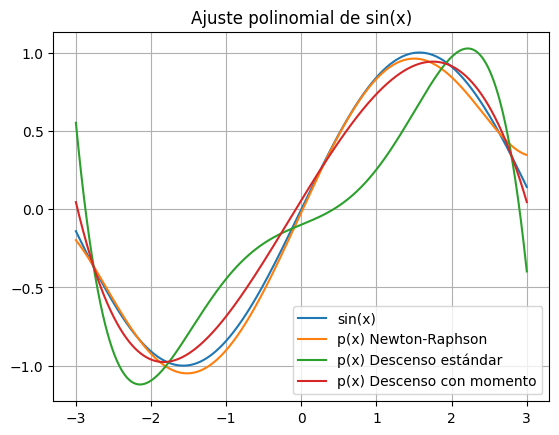 Ajuste polinomial de sin(x)
1.0
0.5
0.0
−0.5
−1.0
−3
−2
−1
0
1
2
3
sin(x)
p(x) Newton-Raphson
p(x) Descenso estándar
p(x) Descenso con momento